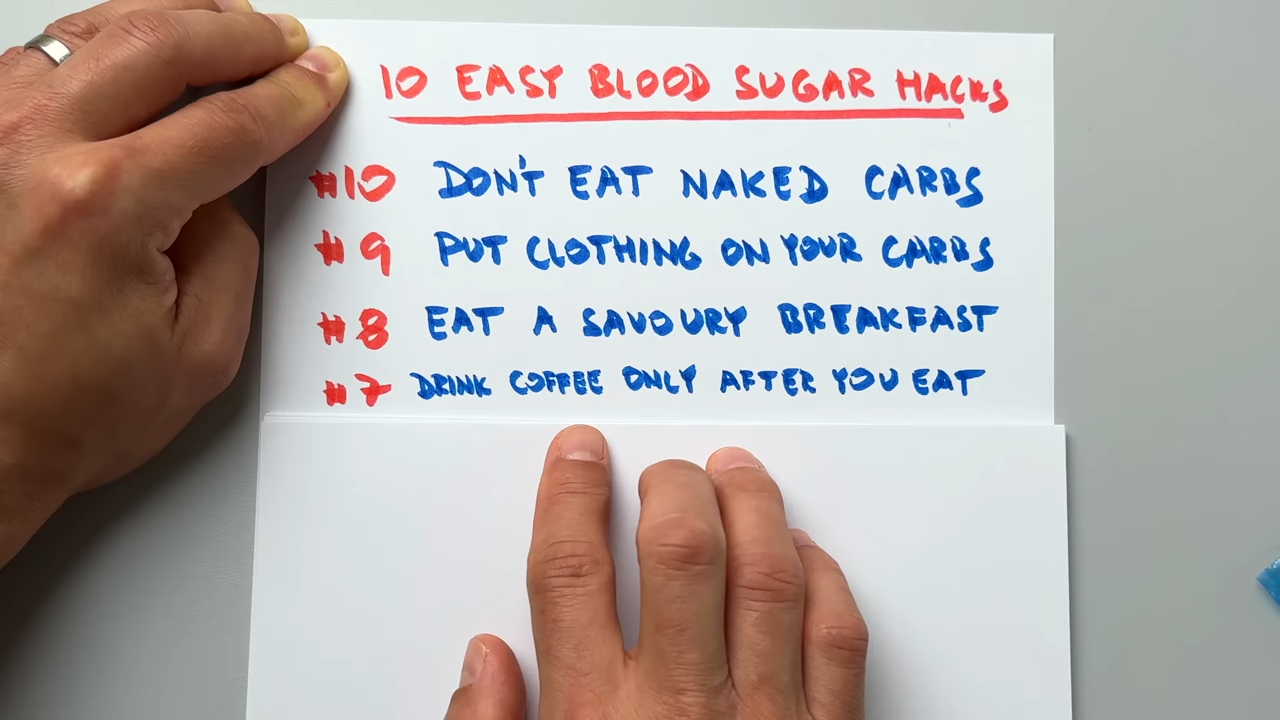 10 EASY BLOOD SUGAR HACKS
#10 DON'T EAT NAKED CARBS
#9 PUT CLOTHING ON YOUR CARBS
#8 EAT A SAVOURY BREAKFAST
#7 DRINK COFFEE ONLY AFTER YOU EAT